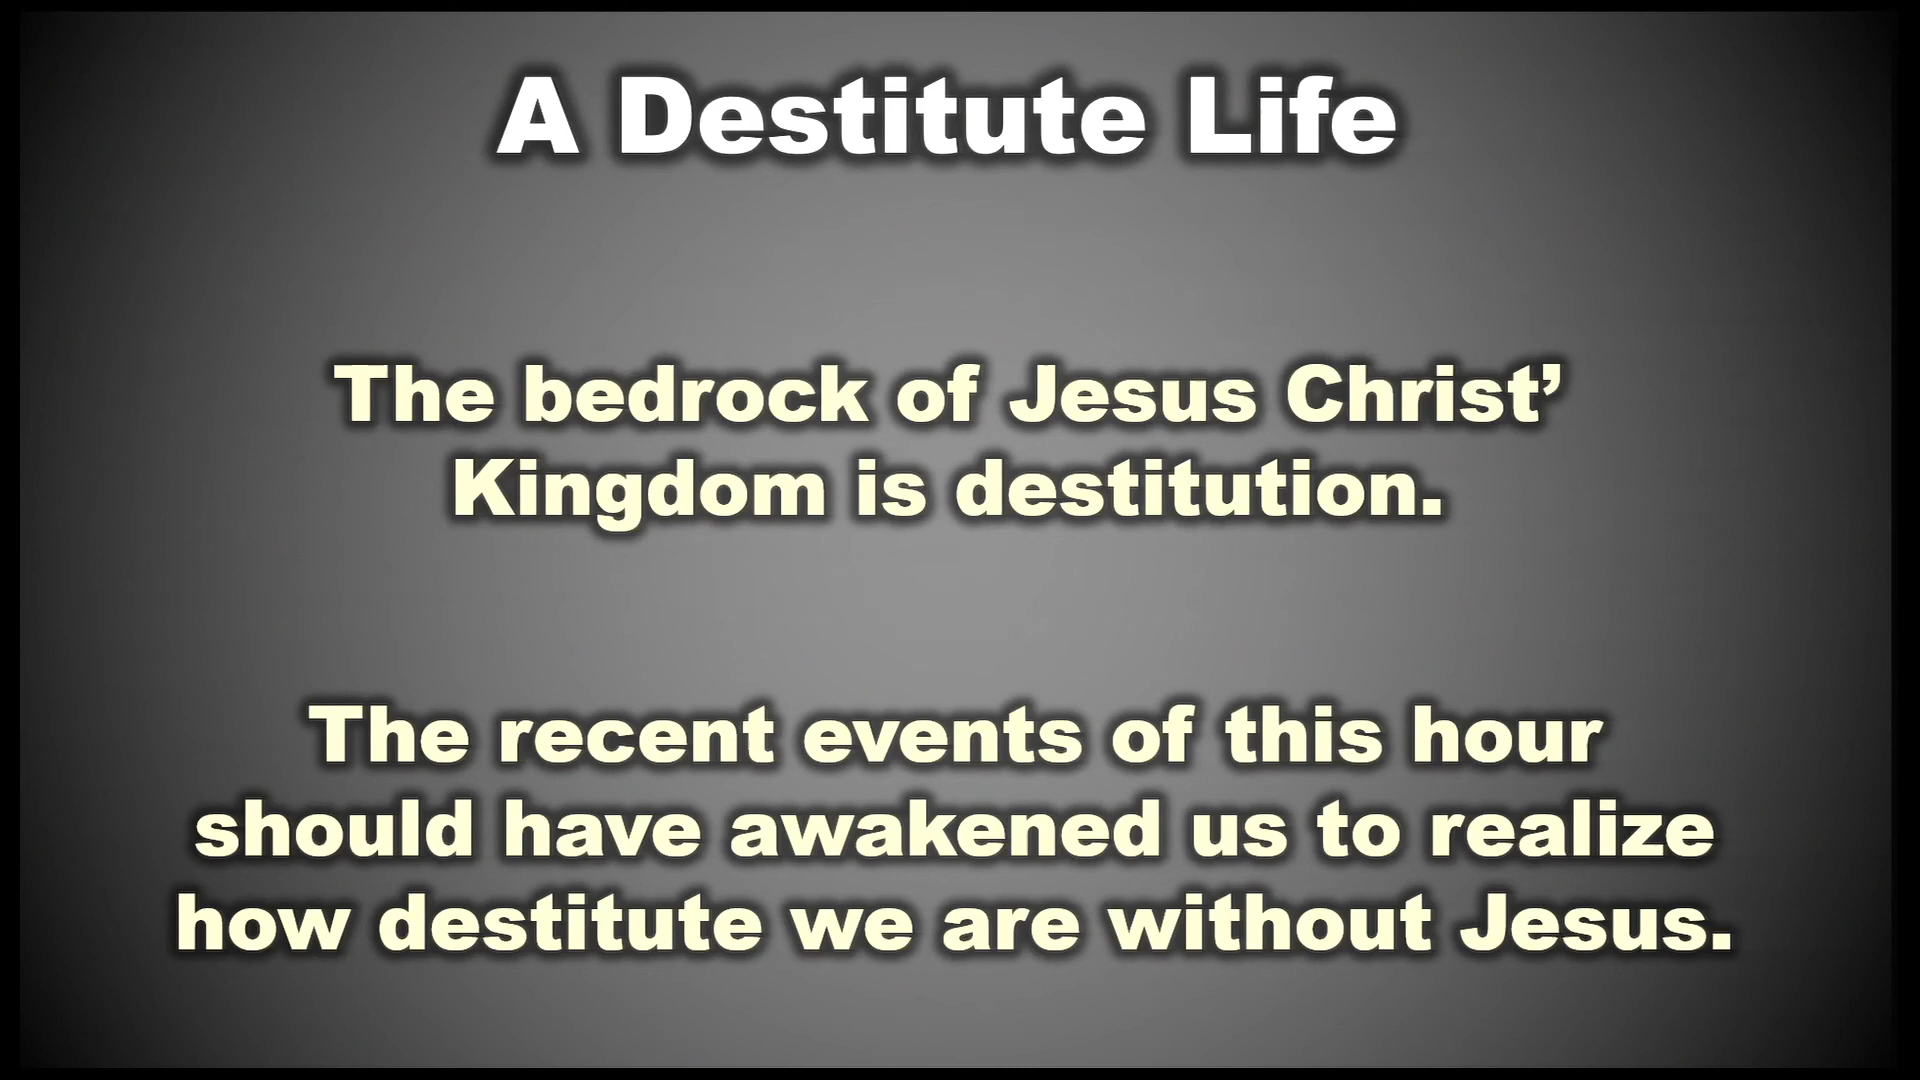 A Destitute Life
The bedrock of Jesus Christ’
Kingdom is destitution.
The recent events of this hour
should have awakened us to realize
how destitute we are without Jesus.